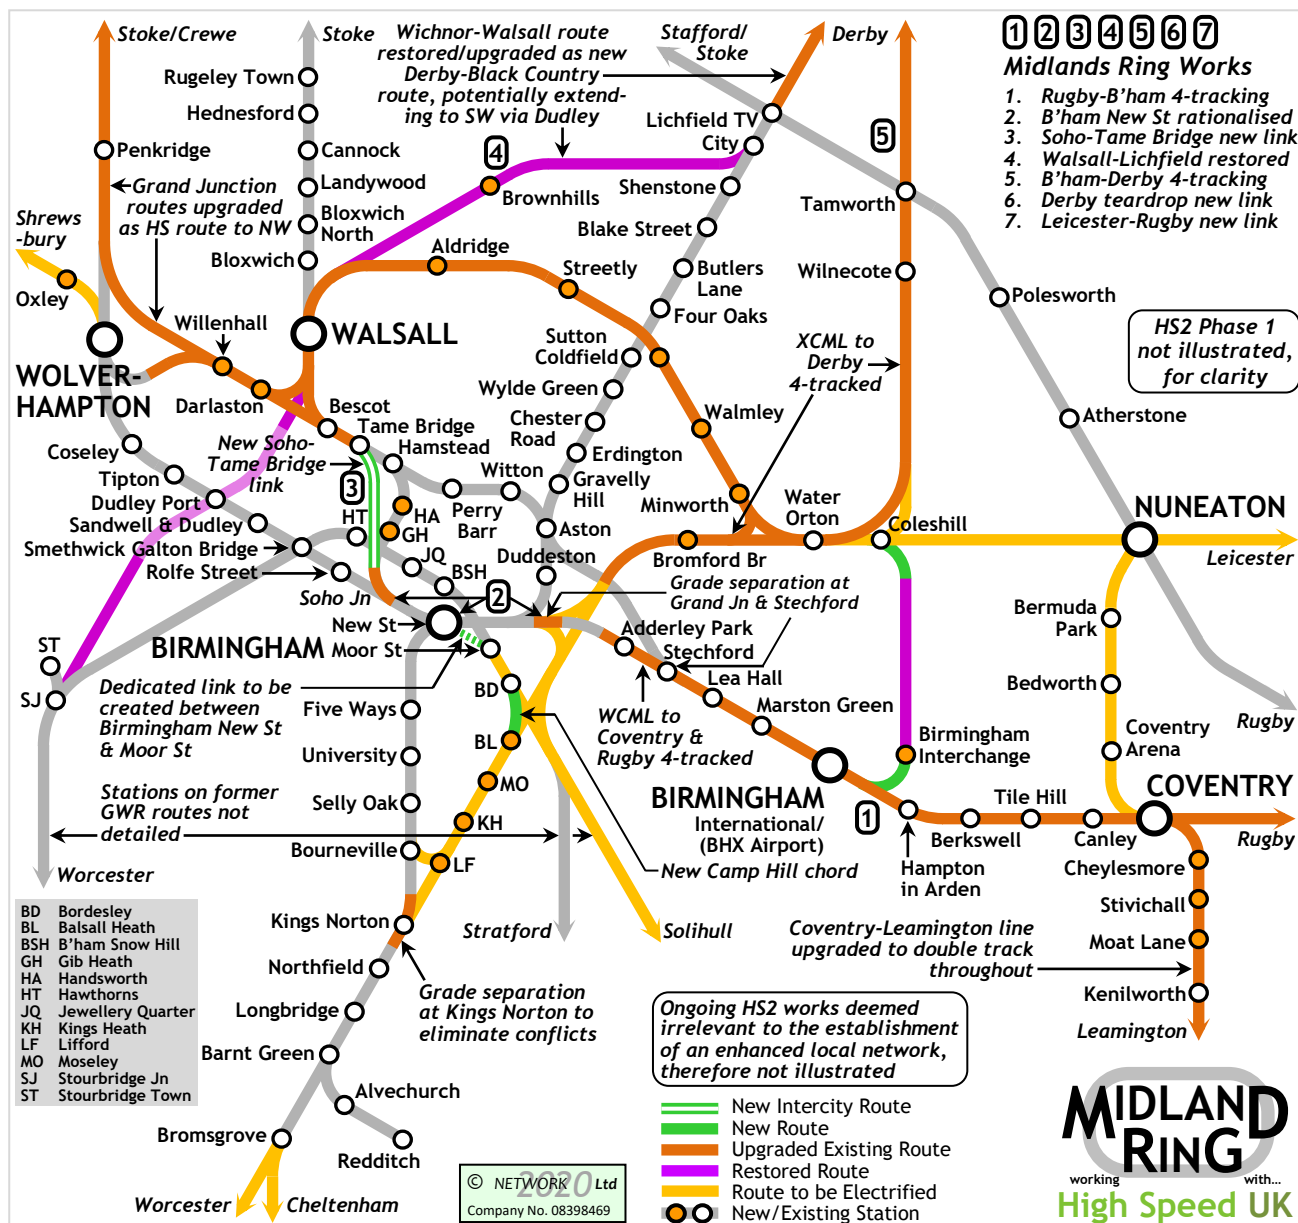 Stoke/Crewe
Stoke
Wichnor-Walsall route
restored/upgraded as new
Derby-Black Country
route, potentially extend-
ing to SW via Dudley
Stafford/
Stoke
Derby
1 2 3 4 5 6 7
Midlands Ring Works
1. Rugby-B'ham 4-tracking
2. B'ham New St rationalised
3. Soho-Tame Bridge new link
4. Walsall-Lichfield restored
5. B'ham-Derby 4-tracking
6. Derby teardrop new link
7. Leicester-Rugby new link
Rugeley Town
Hednesford
Cannock
Landywood
Bloxwich
North
Bloxwich
Penkridge
Grand Junction
routes upgraded
as HS route to NW
Shrews
-bury
Oxley
4
5
Lichfield TV
City
Brownhills
Shenstone
Blake Street
Butlers
Lane
Four Oaks
Tamworth
Wilnecote
Polesworth
Aldridge
Streetly
Willenhall
WALSALL
WOLVER-
HAMPTON
Darlaston
Bescot
Sutton
Coldfield
Wylde Green
Chester
Road
Erdington
Gravelly
Hill
XCML to
Derby
4-tracked
HS2 Phase 1
not illustrated,
for clarity
Atherstone
Walmley
Coseley
Tipton
Dudley Port
Sandwell & Dudley
Smethwick Galton Bridge
Rolfe Street
New Soho-
Tame Bridge
link
Tame Bridge
Hamstead
3
HT
HA
GH
JQ
BSH
Perry
Barr
Witton
Aston
Duddeston
Minworth
Water
Orton
Coleshill
Bromford Br
NUNEATON
Leicester
Soho Jn
2
New St
BIRMINGHAM
Moor St
Grade separation at
Grand Jn & Stechford
Adderley Park
Stechford
Lea Hall
Marston Green
Bermuda
Park
Bedworth
Coventry
Arena
Rugby
ST
SJ
Dedicated link to be
created between
Birmingham New St
& Moor St
BD
BL
MO
KH
LF
Five Ways
University
Selly Oak
Bourneville
WCML to
Coventry &
Rugby 4-tracked
Birmingham
Interchange
BIRMINGHAM
International/
(BHX Airport)
1
COVENTRY
Tile Hill
Berkswell
Canley
Rugby
Hampton
in Arden
Cheylesmore
Stivichall
Moat Lane
Kenilworth
Leamington
Stations on former
GWR routes not
detailed
Worcester
New Camp Hill chord
Stratford
Solihull
Coventry-Leamington line
upgraded to double track
throughout
BD Bordesley
BL Balsall Heath
BSH B'ham Snow Hill
GH Gib Heath
HA Handsworth
HT Hawthorns
JQ Jewellery Quarter
KH Kings Heath
LF Lifford
MO Moseley
SJ Stourbridge Jn
ST Stourbridge Town
Kings Norton
Northfield
Longbridge
Barnt Green
Alvechurch
Bromsgrove
Redditch
Worcester
Cheltenham
Grade separation
at Kings Norton to
eliminate conflicts
Ongoing HS2 works deemed
irrelevant to the establishment
of an enhanced local network,
therefore not illustrated
New Intercity Route
New Route
Upgraded Existing Route
Restored Route
Route to be Electrified
New/Existing Station
© NETWORK 2020 Ltd
Company No. 08398469
MIDLAND
RING
working with...
High Speed UK